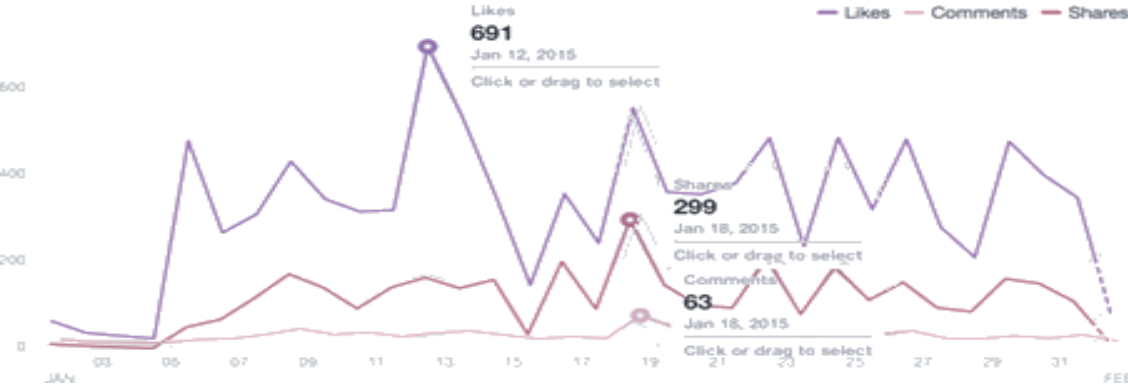 Likes Comments Shares
Likes
691
Jan 12, 2015
Click or drag to select
600
400
Shares
299
Jan 18, 2015
Click or drag to select
200
Comments
63
Jan 18, 2015
Click or drag to select
0
03 05 07 09 11 13 15 17 19 21 23 25 27 29 31
JAN FEB